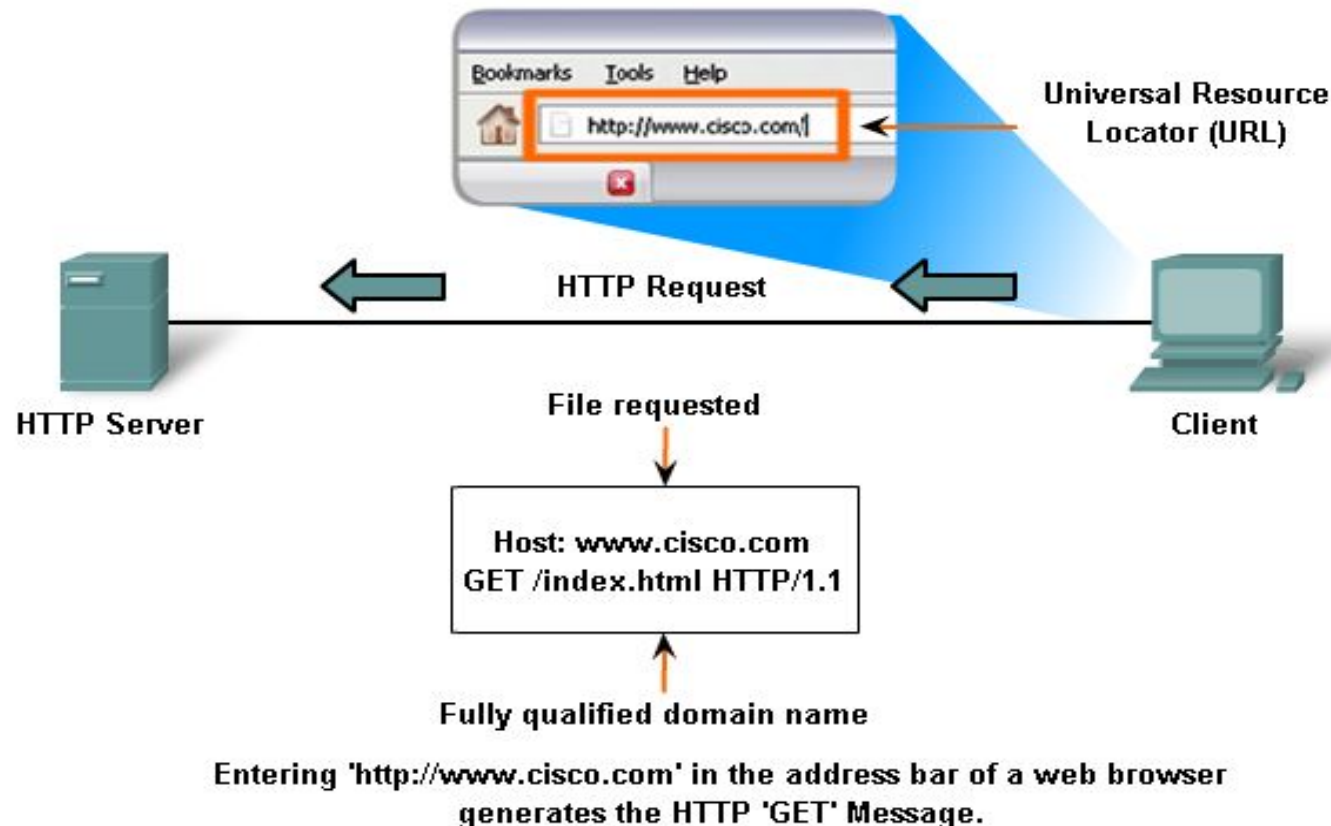 Bookmarks Tools Help
http://www.cisco.com/
Universal Resource
Locator (URL)
HTTP Request
HTTP Server
Client
File requested
Host: www.cisco.com
GET /index.html HTTP/1.1
Fully qualified domain name
Entering 'http://www.cisco.com' in the address bar of a web browser
generates the HTTP 'GET' Message.